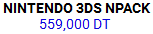 NINTENDO 3DS NPACK
559,000 DT